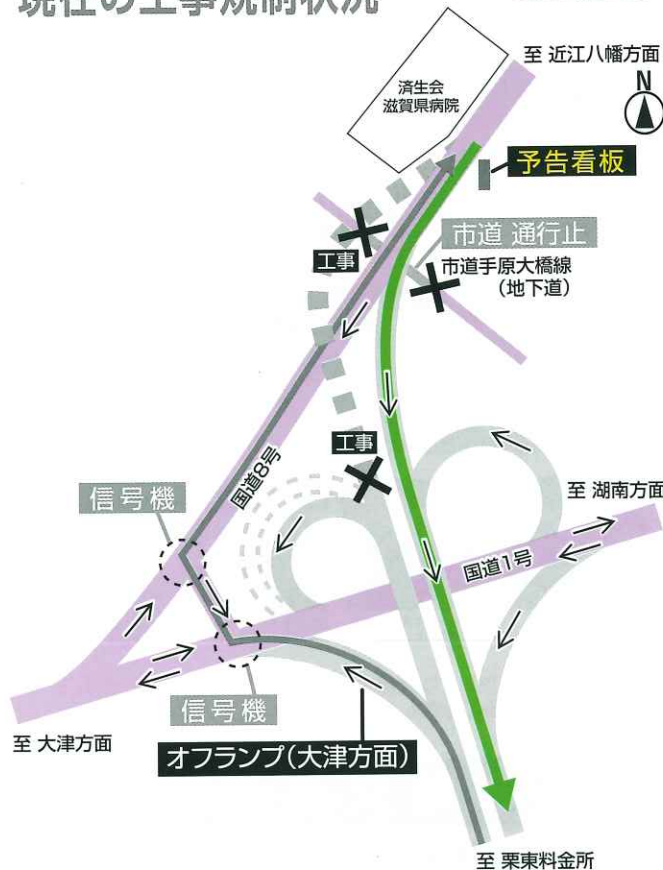 現在の工事規制状況
至 近江八幡方面
済生会
滋賀県病院
N
予告看板
市道 通行止
工事
市道手原大橋線
(地下道)
工事
国道8号
信号機
至 湖南方面
国道1号
信号機
至 大津方面
オフランプ(大津方面)
至 栗東料金所